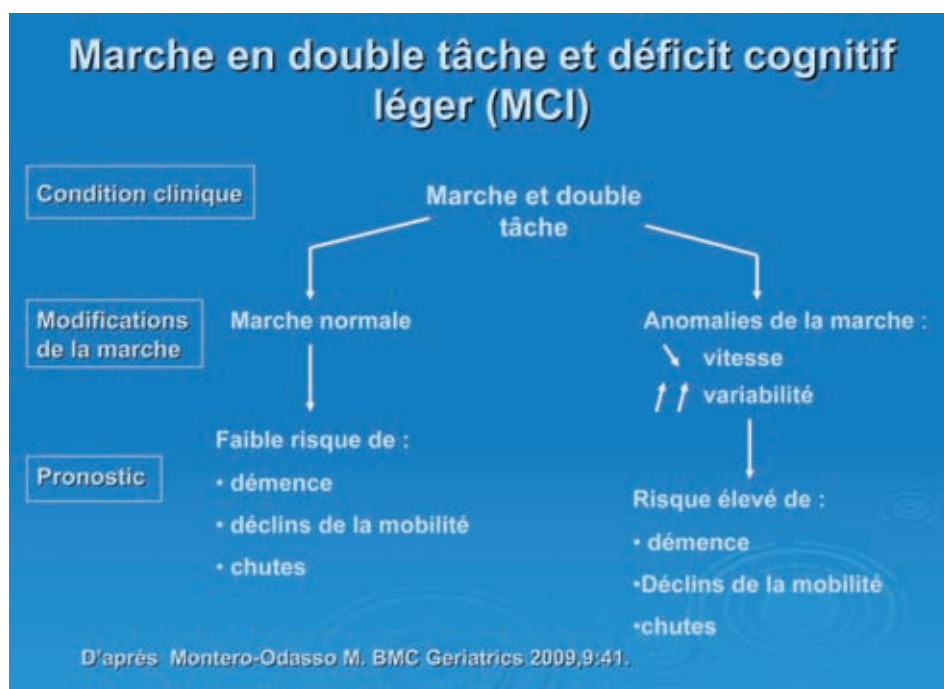 Marche en double tâche et déficit cognitif
léger (MCI)
Condition clinique
Marche et double
tâche
Modifications
de la marche
Marche normale
Anomalies de la marche :
vitesse
variabilité
Pronostic
Faible risque de :
• démence
• déclins de la mobilité
• chutes
Risque élevé de :
• démence
•Déclins de la mobilité
•chutes
D'après Montero-Odasso M. BMC Geriatrics 2009,9:41.